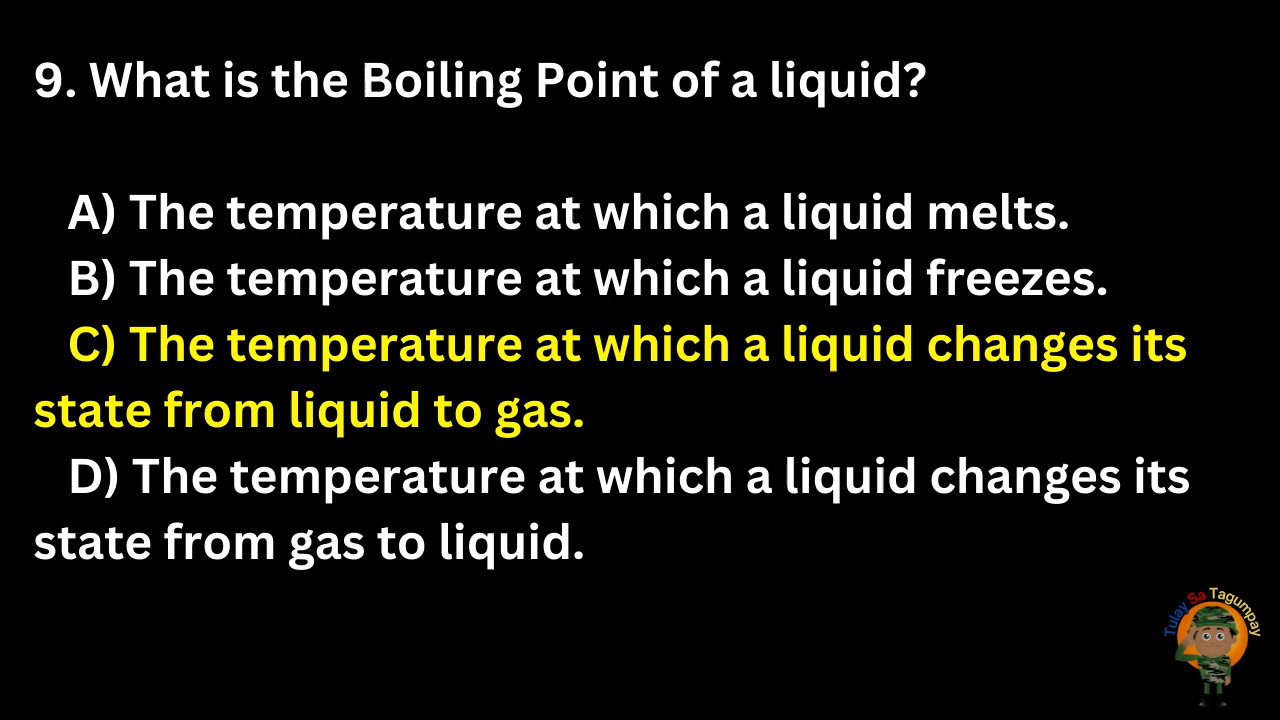 9. What is the Boiling Point of a liquid?
A) The temperature at which a liquid melts.
B) The temperature at which a liquid freezes.
C) The temperature at which a liquid changes its
state from liquid to gas.
D) The temperature at which a liquid changes its
state from gas to liquid.
Tulay Sa Tagumpay